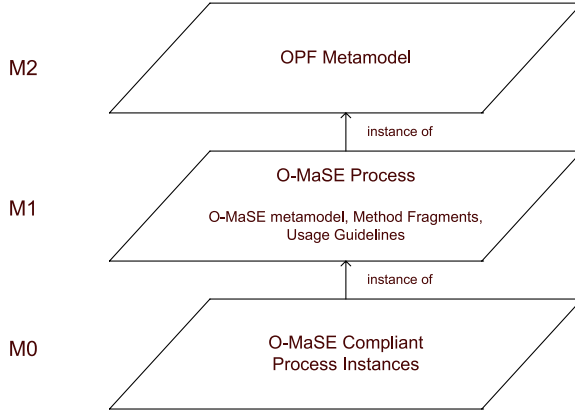 M2
OPF Metamodel
instance of
M1
O-MaSE Process
O-MaSE metamodel, Method Fragments,
Usage Guidelines
instance of
M0
O-MaSE Compliant
Process Instances